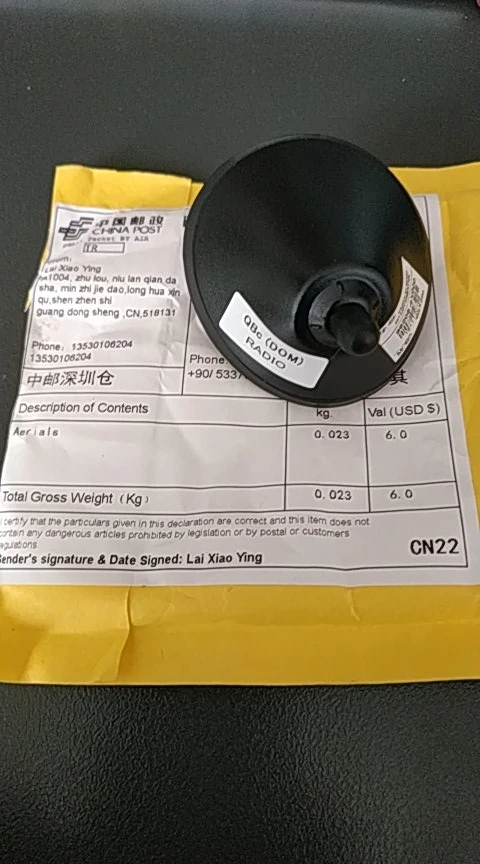 中国邮政
CHINA POST
Packet BY AIR
From:
Lai Xiao Ying
1004, zhu lou, niu lan qian da
sha, min zhi jie dao,long hua xin
qu,shen zhen shi
guang dong sheng ,CN,518131
Phone: 13530106204
13530106204
Phone:
+90/ 5337
中邮深圳仓
其
QBc (DOM)
RADIO
Description of Contents
kg.
Val (USD $)
Aerials
0.023
6.0
Total Gross Weight (Kg)
0.023
6.0
certify that the particulars given in this declaration are correct and this item does not
contain any dangerous articles prohibited by legislation or by postal or customers
regulations
Sender's signature & Date Signed: Lai Xiao Ying
CN22